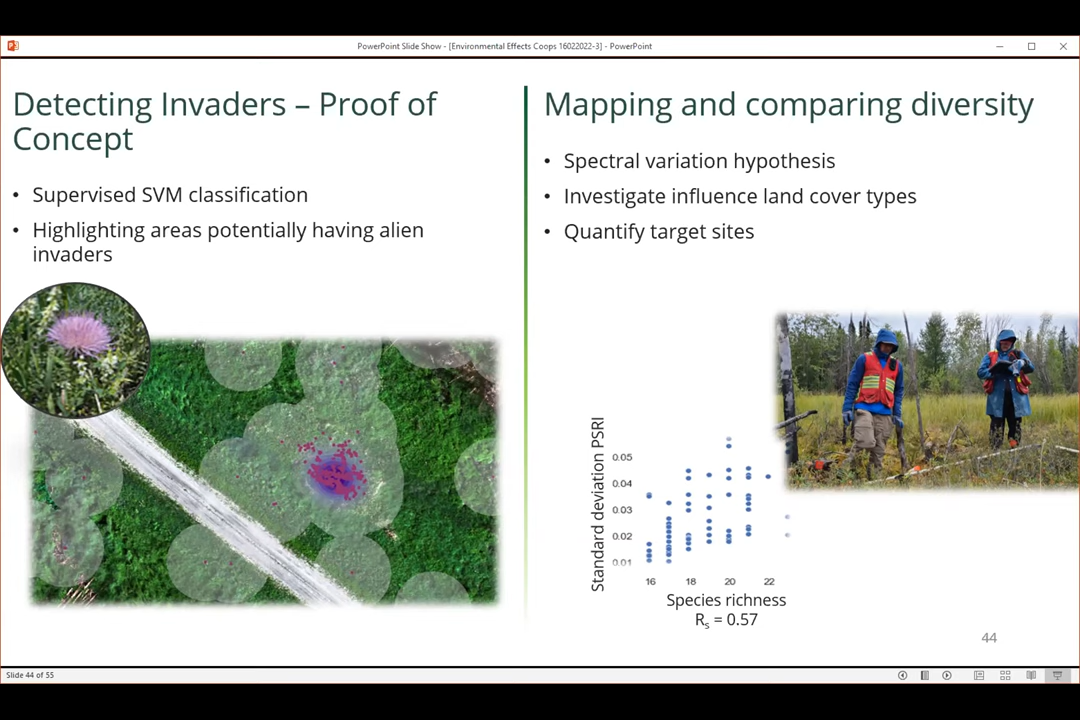 PowerPoint Slide Show - [Environmental Effects Coops 16022022-3] - PowerPoint
Detecting Invaders – Proof of
Concept
• Supervised SVM classification
• Highlighting areas potentially having alien
invaders
Mapping and comparing diversity
• Spectral variation hypothesis
• Investigate influence land cover types
• Quantify target sites
Standard deviation PSRI
0.05
0.04
0.03
0.02
0.01
16 18 20 22
Species richness
Rs = 0.57
44
Slide 44 of 55